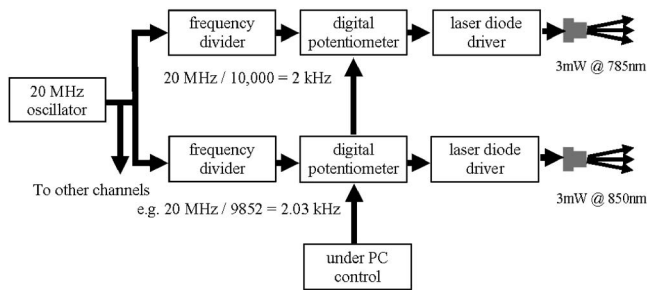 frequency
divider
digital
potentiometer
laser diode
driver
3mW @ 785nm
20 MHz / 10,000 = 2 kHz
20 MHz
oscillator
frequency
divider
digital
potentiometer
laser diode
driver
To other channels
3mW @ 850nm
e.g. 20 MHz / 9852 = 2.03 kHz
under PC
control